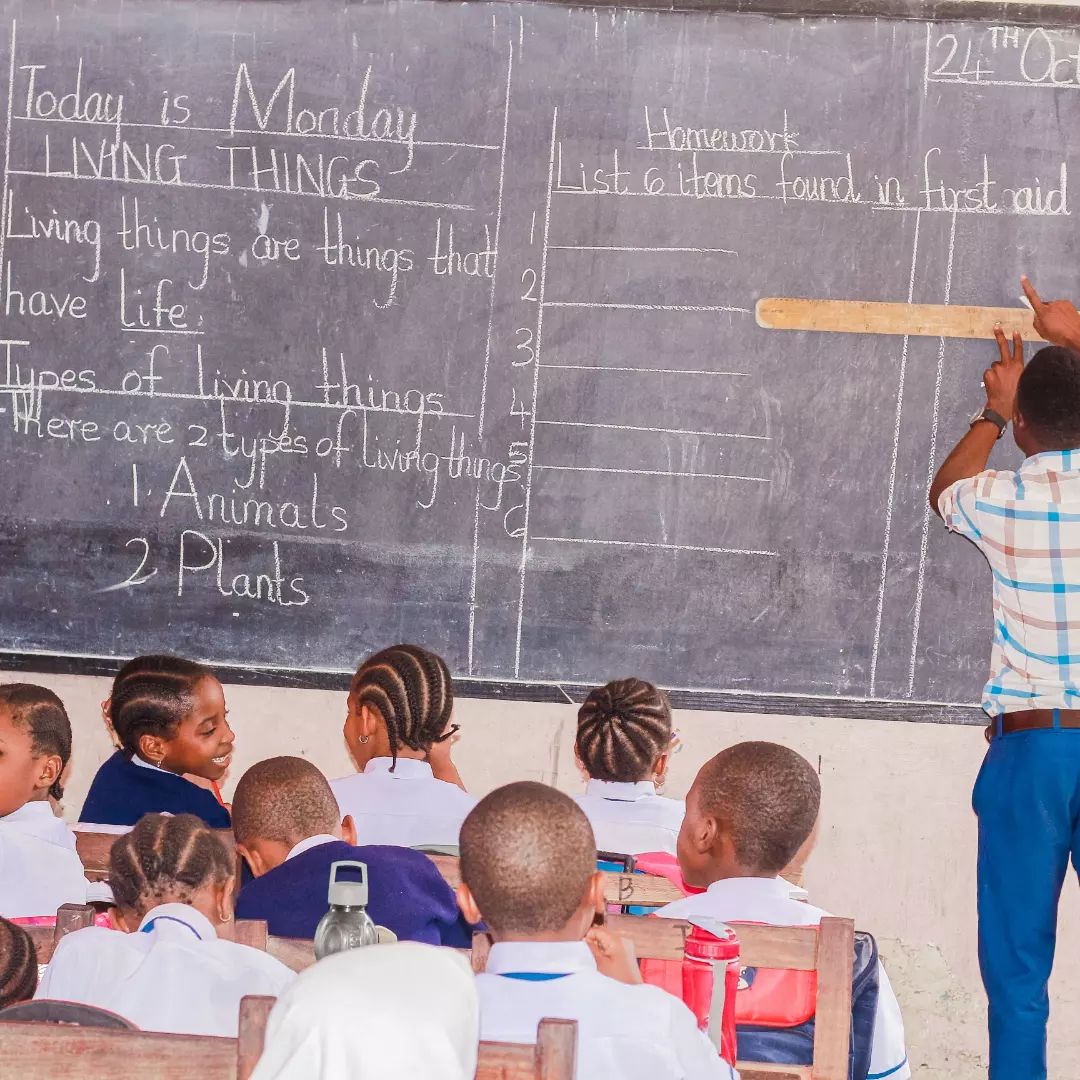 Today is Monday
LIVING THINGS
Living things are things that
have Life.
Types of living things
There are 2 types of living things
1. Animals
2 Plants
24TH Oct
Homework
List 6 items found in first aid
1
2
3
4
5
6
B